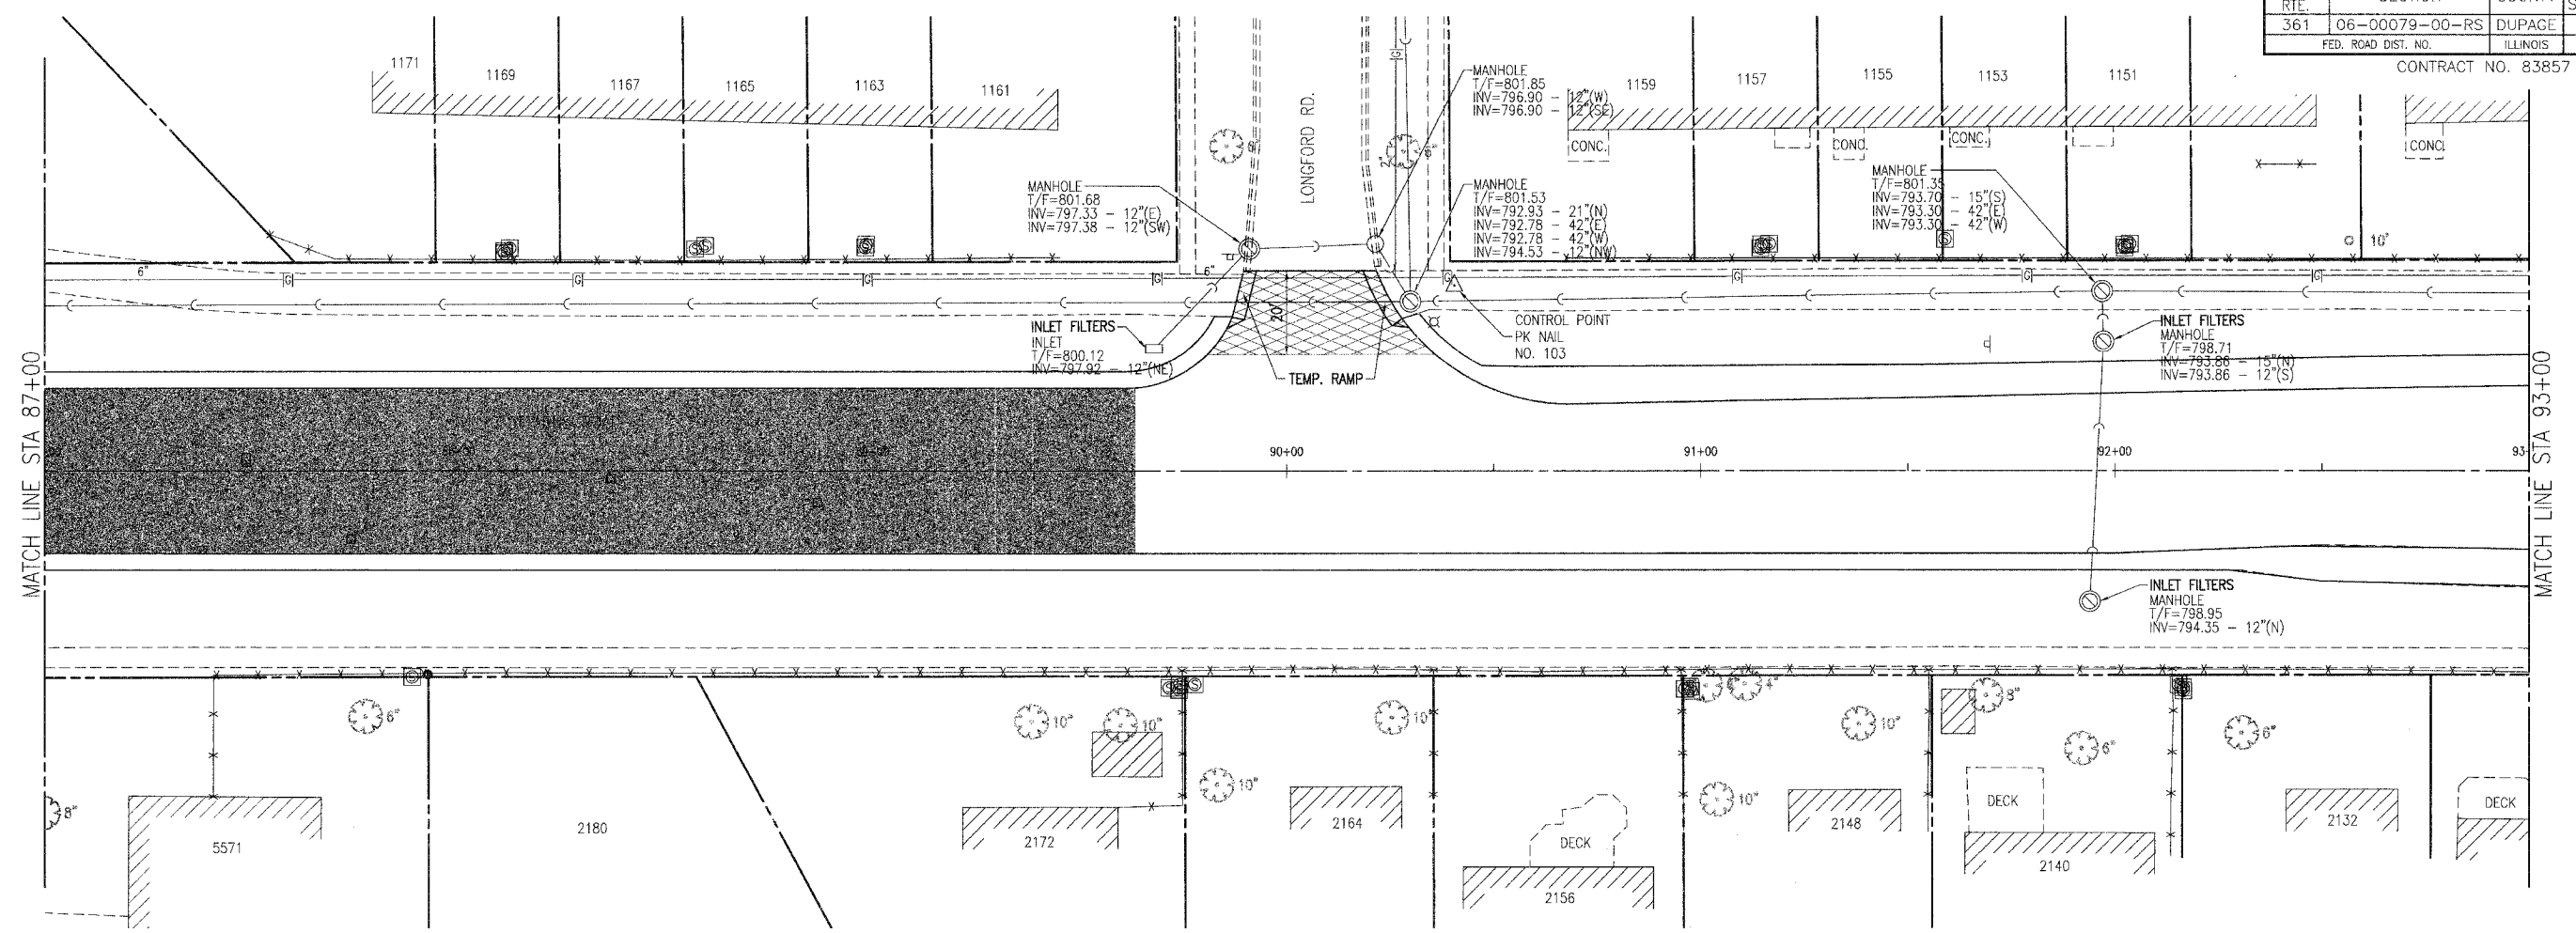 RTE.
361 06-00079-00-RS DUPAGE
FED. ROAD DIST. NO. ILLINOIS
CONTRACT NO. 83857
1171
1169
1167
1165
1163
1161
LONGFORD RD.
MANHOLE
T/F=801.85
INV=796.90 - 12"(W)
INV=796.90 - 12"(SE)
1159
1157
1155
1153
1151
CONC.
CONC.
CONC.
CONC.
2"
8"
MANHOLE
T/F=801.68
INV=797.33 - 12"(E)
INV=797.38 - 12"(SW)
MANHOLE
T/F=801.53
INV=792.93 - 21"(N)
INV=792.78 - 42"(E)
INV=792.78 - 42"(W)
INV=794.53 - 12"(NW)
MANHOLE
T/F=801.35
INV=793.70 - 15"(S)
INV=793.30 - 42"(E)
INV=793.30 - 42"(W)
10"
6"
6"
G
G
G
G
G
G
G
G
G
20'
INLET FILTERS
INLET
T/F=800.12
INV=797.92 - 12"(NE)
TEMP. RAMP
CONTROL POINT
PK NAIL
NO. 103
INLET FILTERS
MANHOLE
T/F=798.71
INV=793.86 - 15"(N)
INV=793.86 - 12"(S)
MATCH LINE STA 87+00
90+00
91+00
92+00
93
MATCH LINE STA 93+00
INLET FILTERS
MANHOLE
T/F=798.95
INV=794.35 - 12"(N)
6"
10"
10"
10"
10"
4"
10"
10"
8"
6"
6"
8"
5571
2180
2172
2164
DECK
2156
2148
DECK
2140
2132
DECK